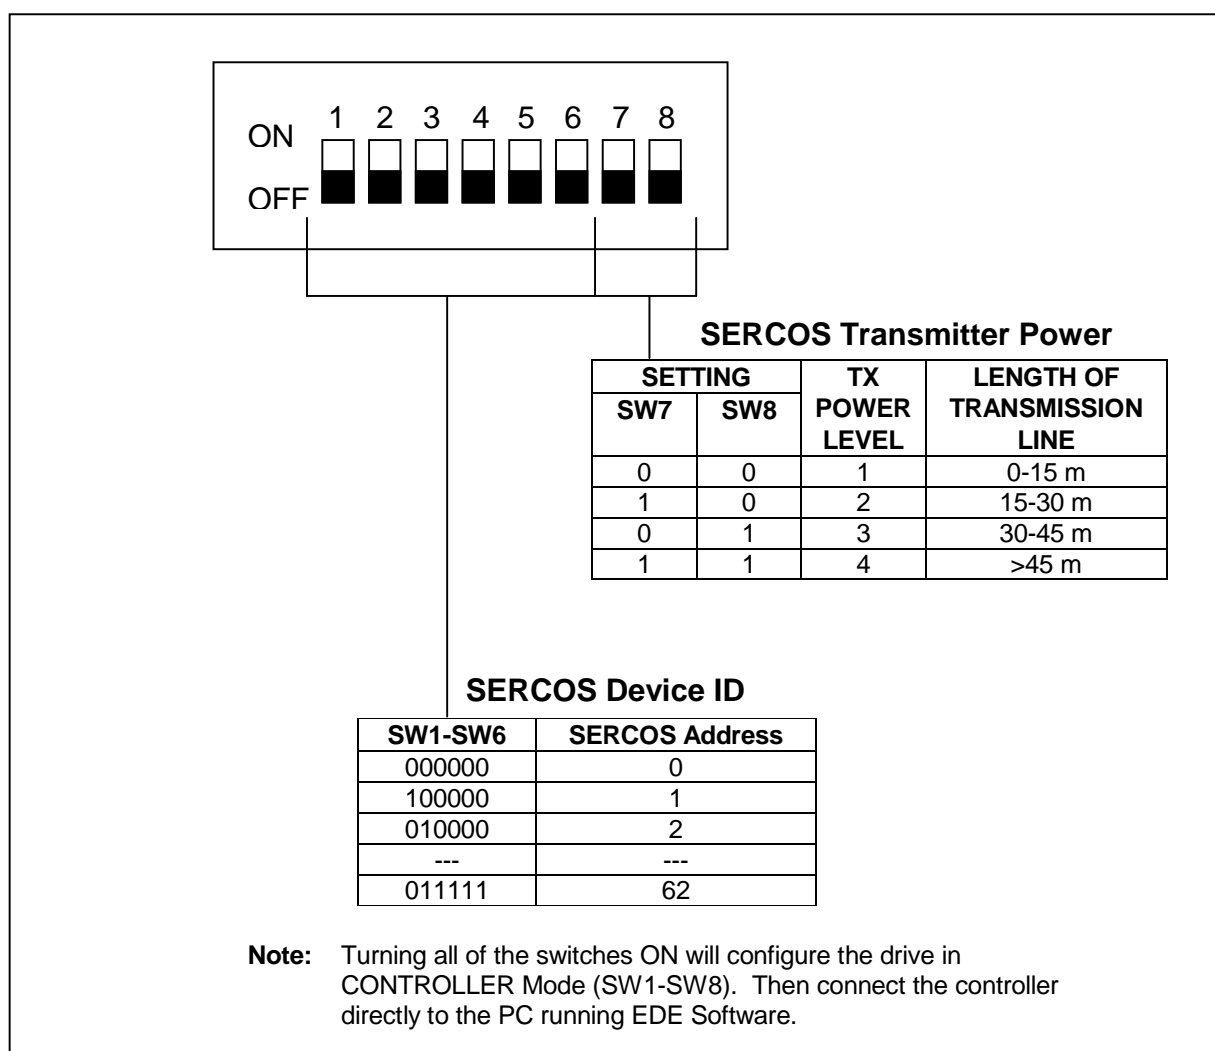 1 2 3 4 5 6 7 8
ON
OFF
SERCOS Transmitter Power
SETTING TX LENGTH OF
SW7 SW8 POWER TRANSMISSION
LEVEL LINE
0 0 1 0-15 m
1 0 2 15-30 m
0 1 3 30-45 m
1 1 4 >45 m
SERCOS Device ID
SW1-SW6 SERCOS Address
000000 0
100000 1
010000 2
--- ---
011111 62
Note: Turning all of the switches ON will configure the drive in
CONTROLLER Mode (SW1-SW8). Then connect the controller
directly to the PC running EDE Software.